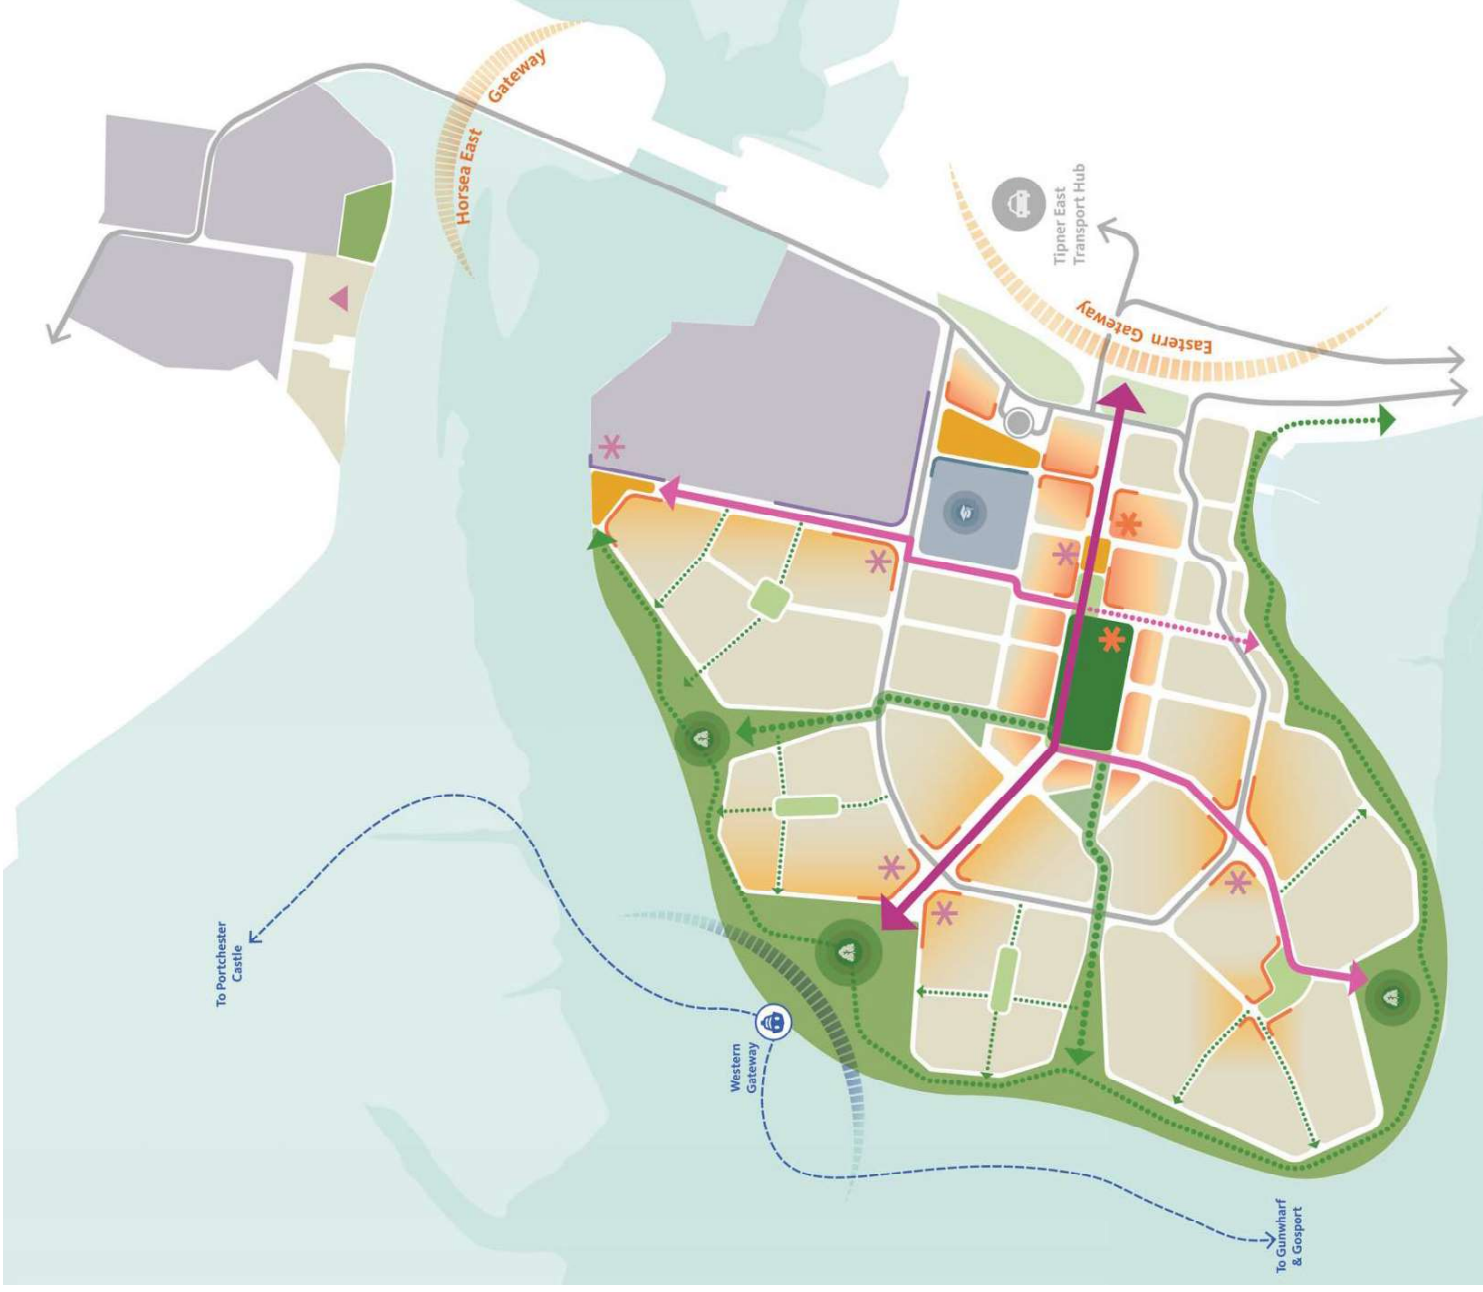 Horsea East Gateway
Tipner East
Transport Hub
Eastern Gateway
To Portchester
Castle
Western
Gateway
To Gunwharf
& Gosport